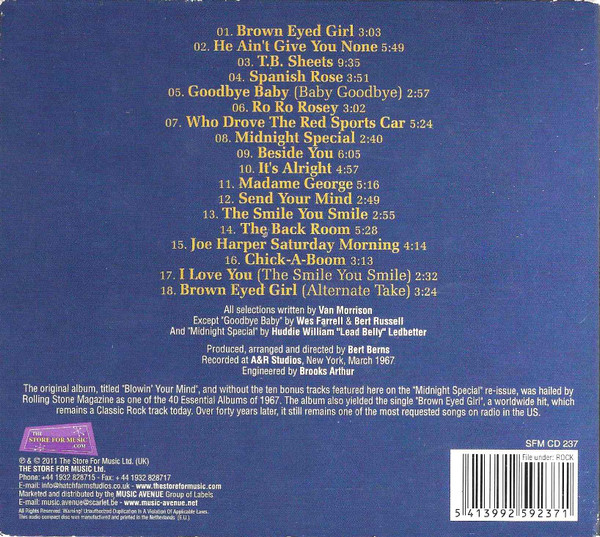 01. Brown Eyed Girl 3:03
02. He Ain't Give You None 5:49
03. T.B. Sheets 9:35
04. Spanish Rose 3:51
05. Goodbye Baby (Baby Goodbye) 2:57
06. Ro Ro Rosey 3:02
07. Who Drove The Red Sports Car 5:24
08. Midnight Special 2:40
09. Beside You 6:05
10. It's Alright 4:57
11. Madame George 5:16
12. Send Your Mind 2:49
13. The Smile You Smile 2:55
14. The Back Room 5:28
15. Joe Harper Saturday Morning 4:14
16. Chick-A-Boom 3:13
17. I Love You (The Smile You Smile) 2:32
18. Brown Eyed Girl (Alternate Take) 3:24
All selections written by Van Morrison
Except "Goodbye Baby" by Wes Farrell & Bert Russell
And "Midnight Special" by Huddie William "Lead Belly" Ledbetter
Produced, arranged and directed by Bert Berns
Recorded at A&R Studios, New York, March 1967
Engineered by Brooks Arthur
The original album, titled "Blowin' Your Mind", and without the ten bonus tracks featured here on the "Midnight Special" re-issue, was hailed by
Rolling Stone Magazine as one of the 40 Essential Albums of 1967. The album also yielded the single "Brown Eyed Girl", a worldwide hit, which
remains a Classic Rock track today. Over forty years later, it still remains one of the most requested songs on radio in the US.
THE
STORE FOR MUSIC
.COM
SFM CD 237
File under: ROCK
℗ & © 2011 The Store For Music Ltd. (UK)
THE STORE FOR MUSIC Ltd.
Phone: +44 1932 828715 - Fax: +44 1932 828717
E-mail: info@hatchfarmstudios.co.uk - www.thestoreformusic.com
Marketed and distributed by the MUSIC AVENUE Group of Labels
E-mail: music.avenue@scarlet.be - www.music-avenue.net
All Rights Reserved. Warning! Unauthorized Duplication Is A Violation Of Applicable Laws.
This audio compact disc was manufactured and printed in the Netherlands (E.U.)
5 413992 592371